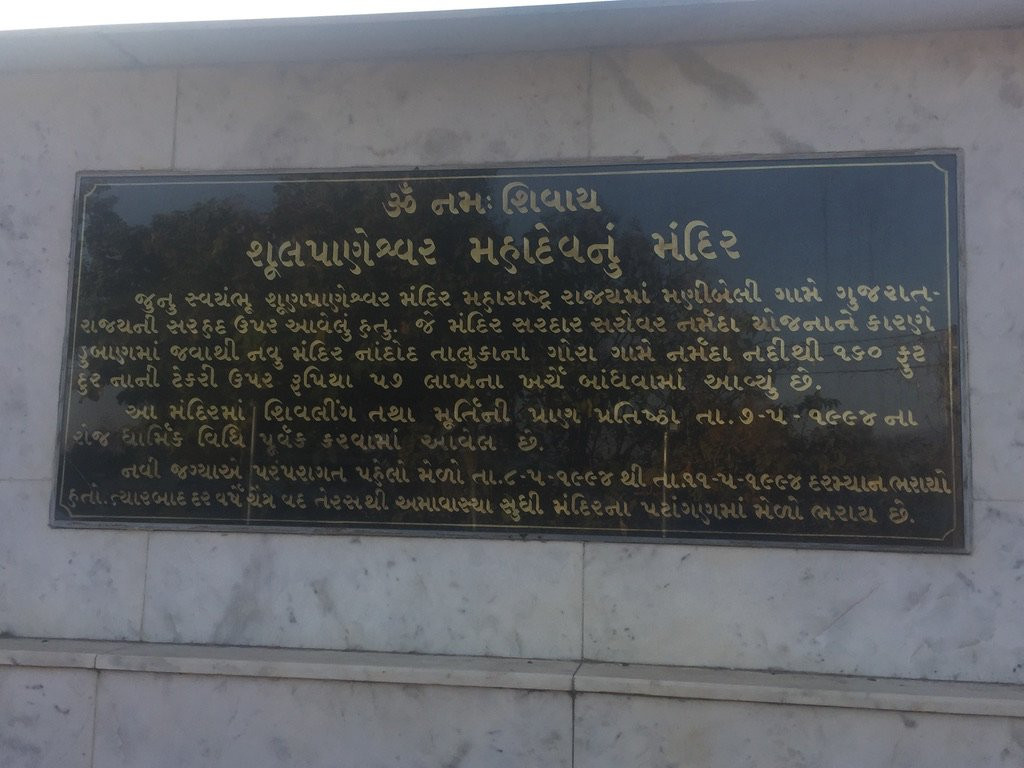 ૐ નમઃ શિવાય
શૂલપાણેશ્વર મહાદેવનું મંદિર
જુનુ સ્વયંભૂ શૂણપાણેશ્વર મંદિર મહારાષ્ટ્ર રાજયમાં મણીબેલી ગામે ગુજરાત-
રાજયની સરહદ ઉપર આવેલું હતુ. જે મંદિર સરદાર સરોવર નર્મદા યોજનાને કારણે
ડુબાણમાં જવાથી નવુ મંદિર નાંદોદ તાલુકાના ગોરા ગામે નર્મદા નદીથી ૧૬૦ ફુટ
દુર નાની ટેકરી ઉપર રૂપિયા ૫૭ લાખના ખર્ચે બાંધવામાં આવ્યું છે.
આ મંદિરમાં શિવલીંગ તથા મૂર્તિની પ્રાણ પ્રતિષ્ઠા તા.૭-૫-૧૯૯૪ ના
રોજ ધાર્મિક વિધિ પૂર્વક કરવામાં આવેલ છે.
નવી જગ્યાએ પરંપરાગત પહેલો મેળો તા.૮-૫-૧૯૯૪ થી તા.૧૧-૫-૧૯૯૪ દરમ્યાન ભરાયો
હતો. ત્યારબાદ દર વર્ષે ચૈત્ર વદ તેરસથી અમાવાસ્યા સુધી મંદિરના પટાંગણમાં મેળો ભરાય છે.